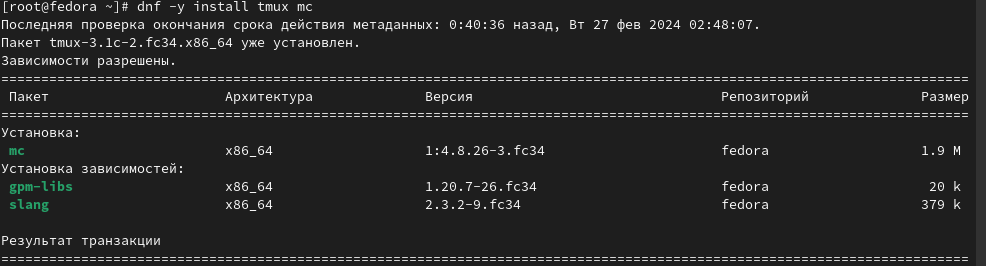 [root@fedora ~]# dnf -y install tmux mc
Последняя проверка окончания срока действия метаданных: 0:40:36 назад, Вт 27 фев 2024 02:48:07.
Пакет tmux-3.1c-2.fc34.x86_64 уже установлен.
Зависимости разрешены.
=========================================================================================================================
Пакет Архитектура Версия Репозиторий Размер
=========================================================================================================================
Установка:
mc x86_64 1:4.8.26-3.fc34 fedora 1.9 M
Установка зависимостей:
gpm-libs x86_64 1.20.7-26.fc34 fedora 20 k
slang x86_64 2.3.2-9.fc34 fedora 379 k
Результат транзакции
=========================================================================================================================